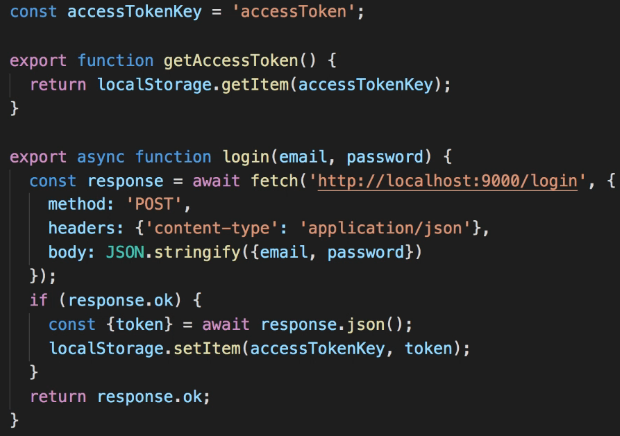 const accessTokenKey = 'accessToken';
export function getAccessToken() {
return localStorage.getItem(accessTokenKey);
}
export async function login(email, password) {
const response = await fetch('http://localhost:9000/login', {
method: 'POST',
headers: {'content-type': 'application/json'},
body: JSON.stringify({email, password})
});
if (response.ok) {
const {token} = await response.json();
localStorage.setItem(accessTokenKey, token);
}
return response.ok;
}